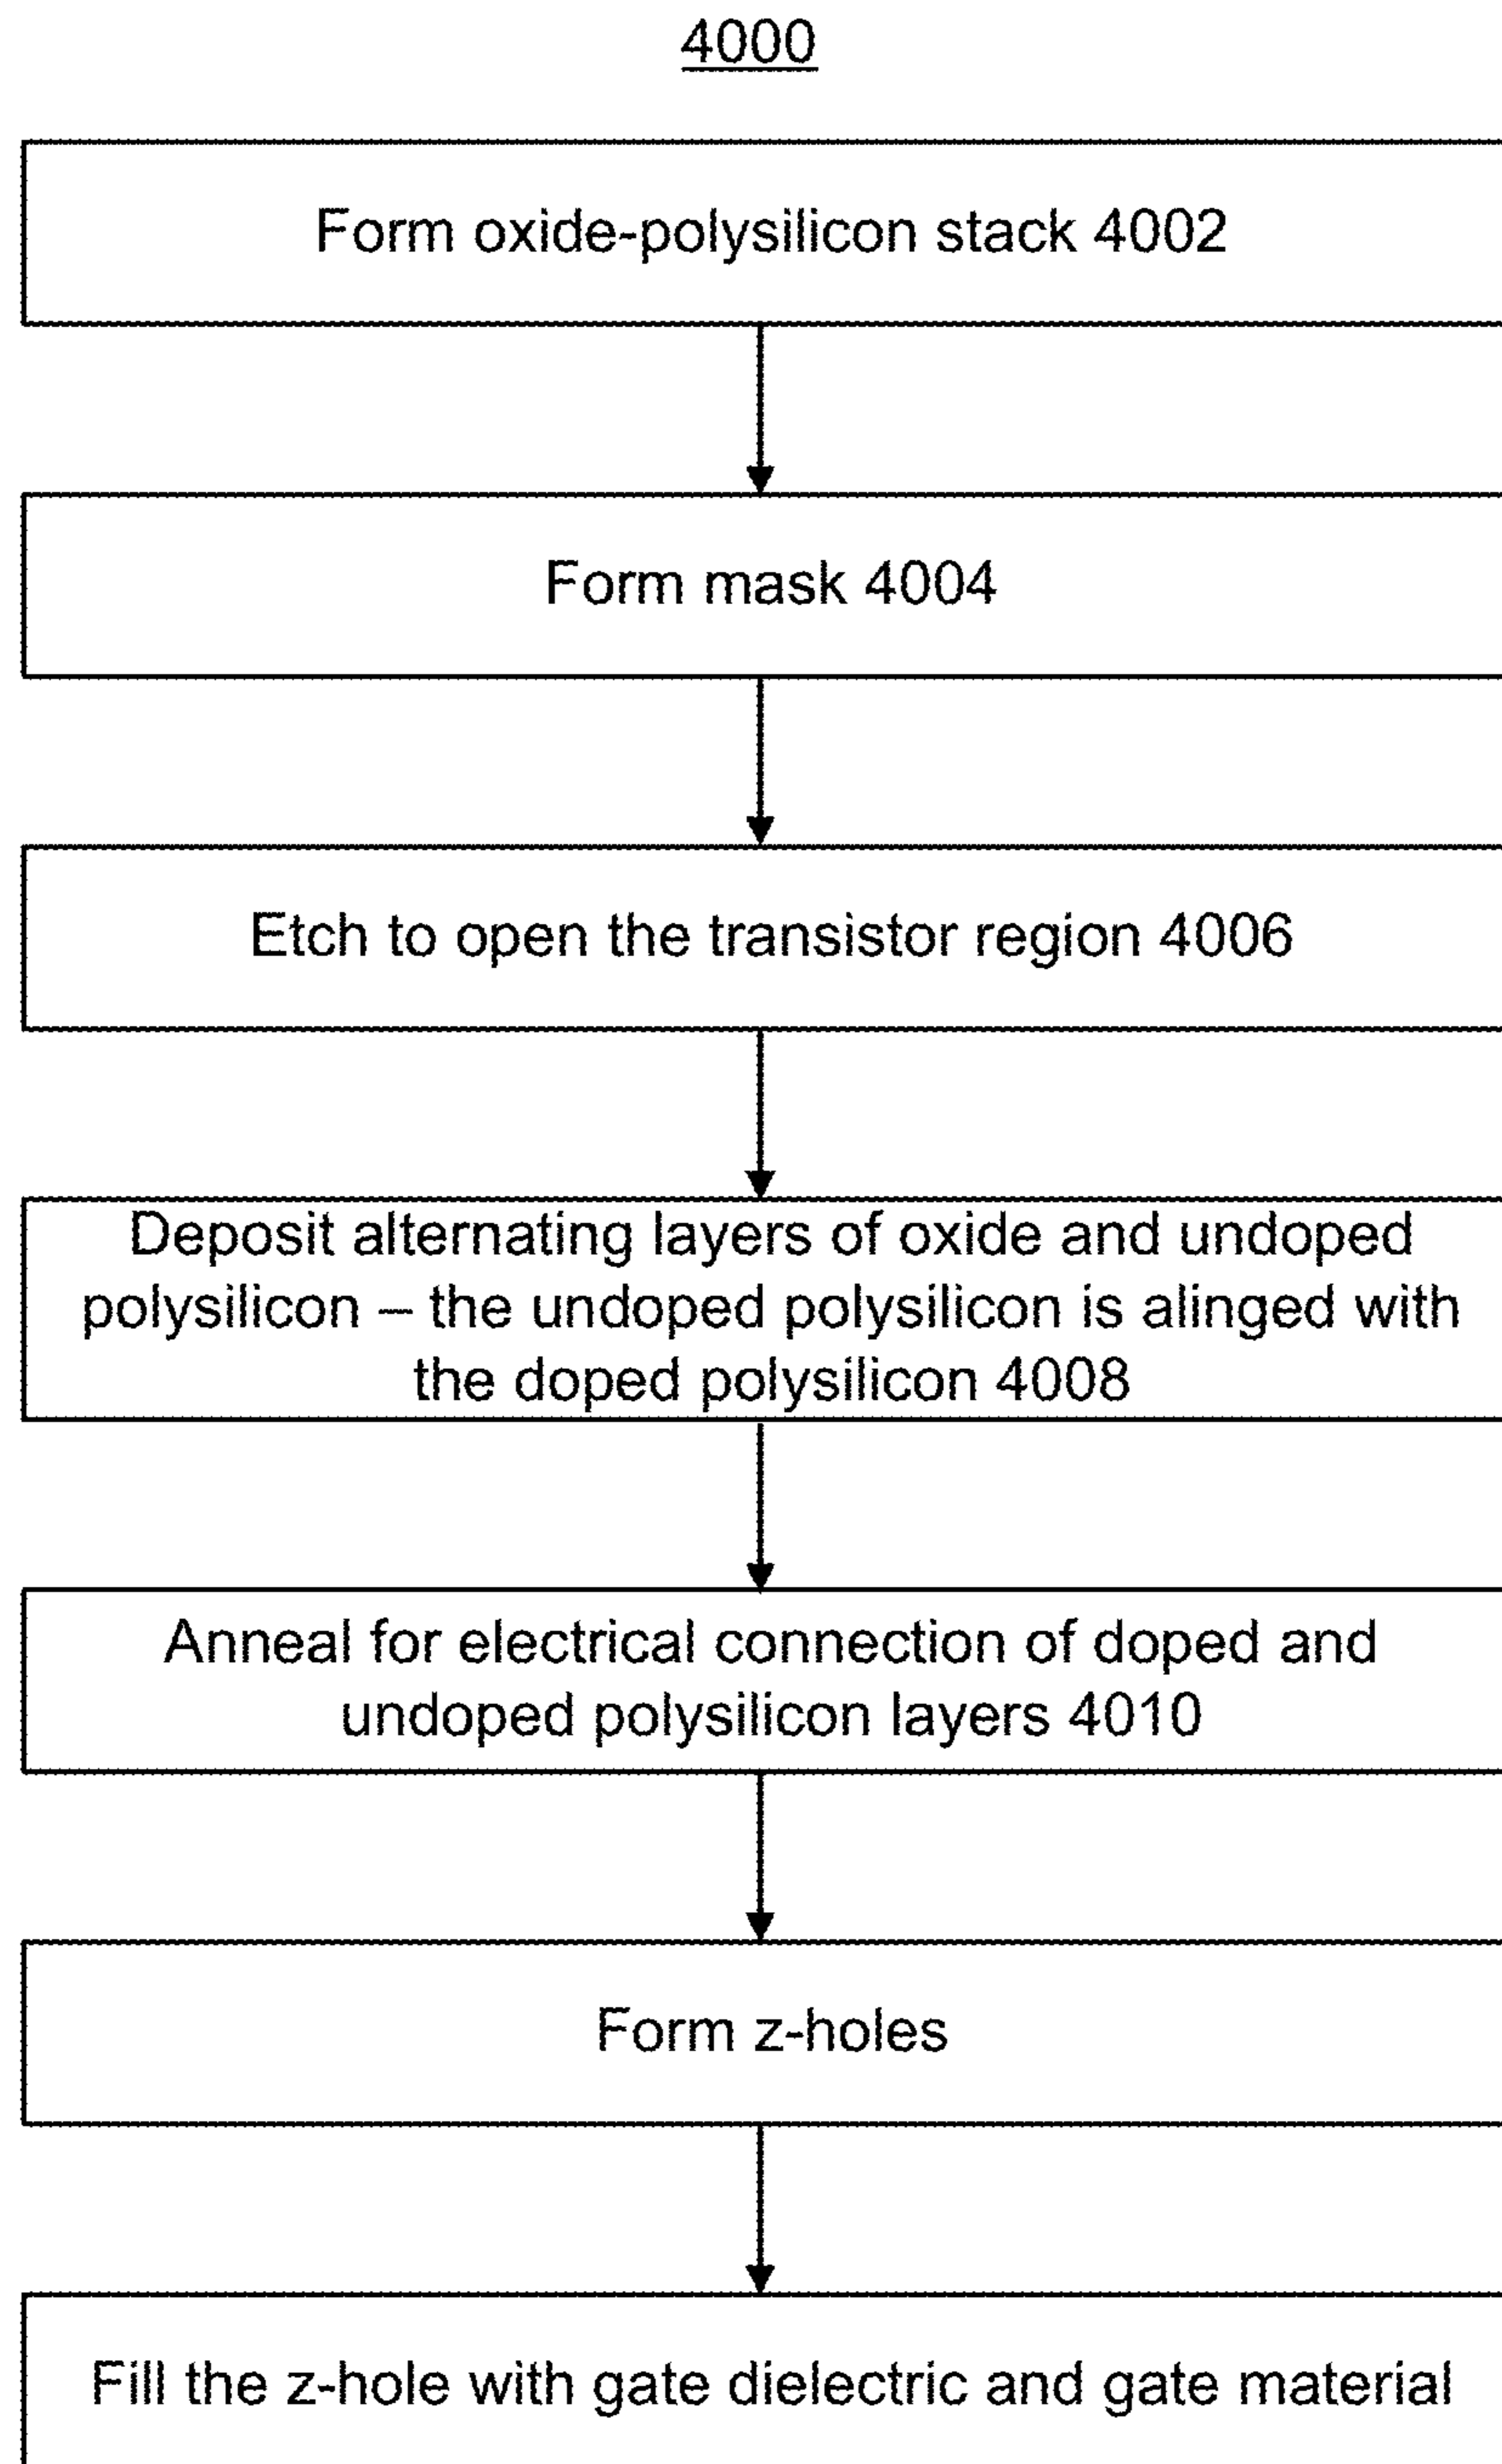 4000
Form oxide-polysilicon stack 4002
Form mask 4004
Etch to open the transistor region 4006
Deposit alternating layers of oxide and undoped
polysilicon – the undoped polysilicon is alinged with
the doped polysilicon 4008
Anneal for electrical connection of doped and
undoped polysilicon layers 4010
Form z-holes
Fill the z-hole with gate dielectric and gate material